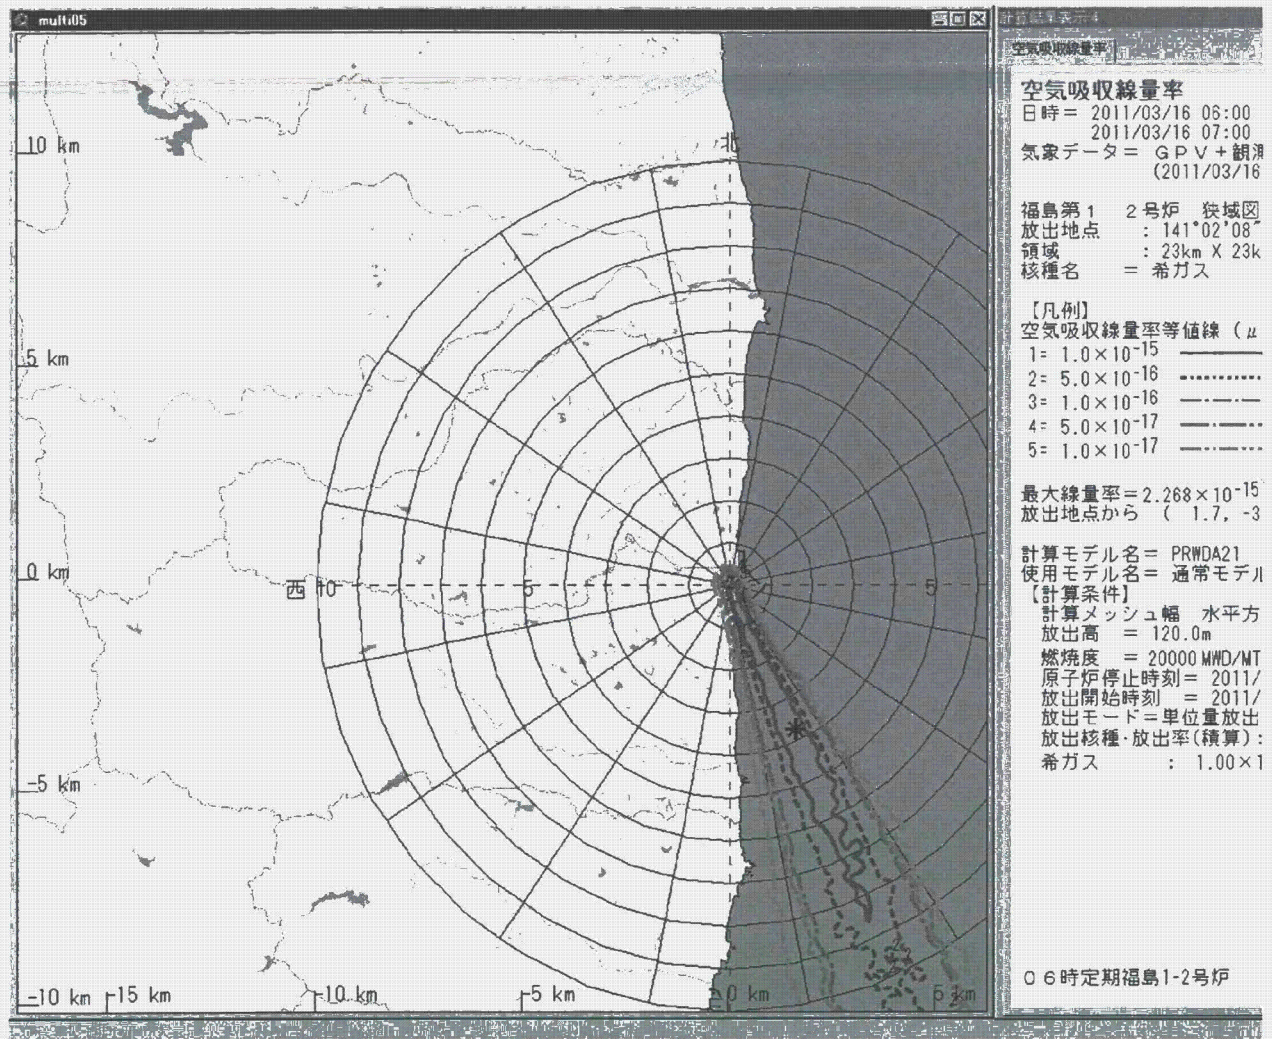 multi05
計算結果表示4
空気吸収線量率
空気吸収線量率
日時＝ 2011/03/16 06:00
2011/03/16 07:00
気象データ＝ ＧＰＶ＋観測
(2011/03/16
福島第１ ２号炉 狭域図
放出地点 : 141°02'08"
領域 : 23km X 23k
核種名 ＝ 希ガス
【凡例】
空気吸収線量率等値線（μ
1= 1.0×10-15
2= 5.0×10-16
3= 1.0×10-16
4= 5.0×10-17
5= 1.0×10-17
最大線量率＝2.268×10-15
放出地点から ( 1.7, -3
計算モデル名＝ PRWDA21
使用モデル名＝ 通常モデル
【計算条件】
計算メッシュ幅 水平方
放出高 ＝ 120.0m
燃焼度 ＝ 20000 MWD/MT
原子炉停止時刻＝ 2011/
放出開始時刻 ＝ 2011/
放出モード＝単位量放出
放出核種・放出率(積算) :
希ガス : 1.00×1
０６時定期福島1-2号炉
10 km
北
5 km
0 km
西 10
5
5
-5 km
-10 km
-15 km
-10 km
-5 km
0 km
5 km